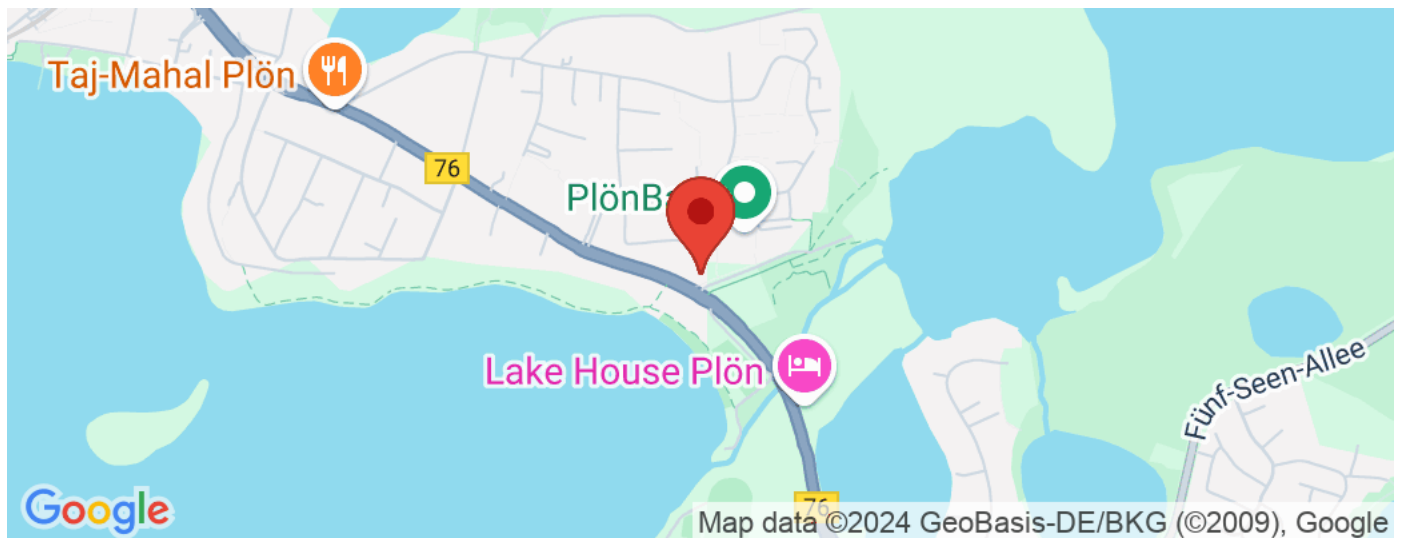 Taj-Mahal Plön
76
PlönBa
Lake House Plön
Fünf-Seen-Allee
76
Google
Map data ©2024 GeoBasis-DE/BKG (©2009), Google